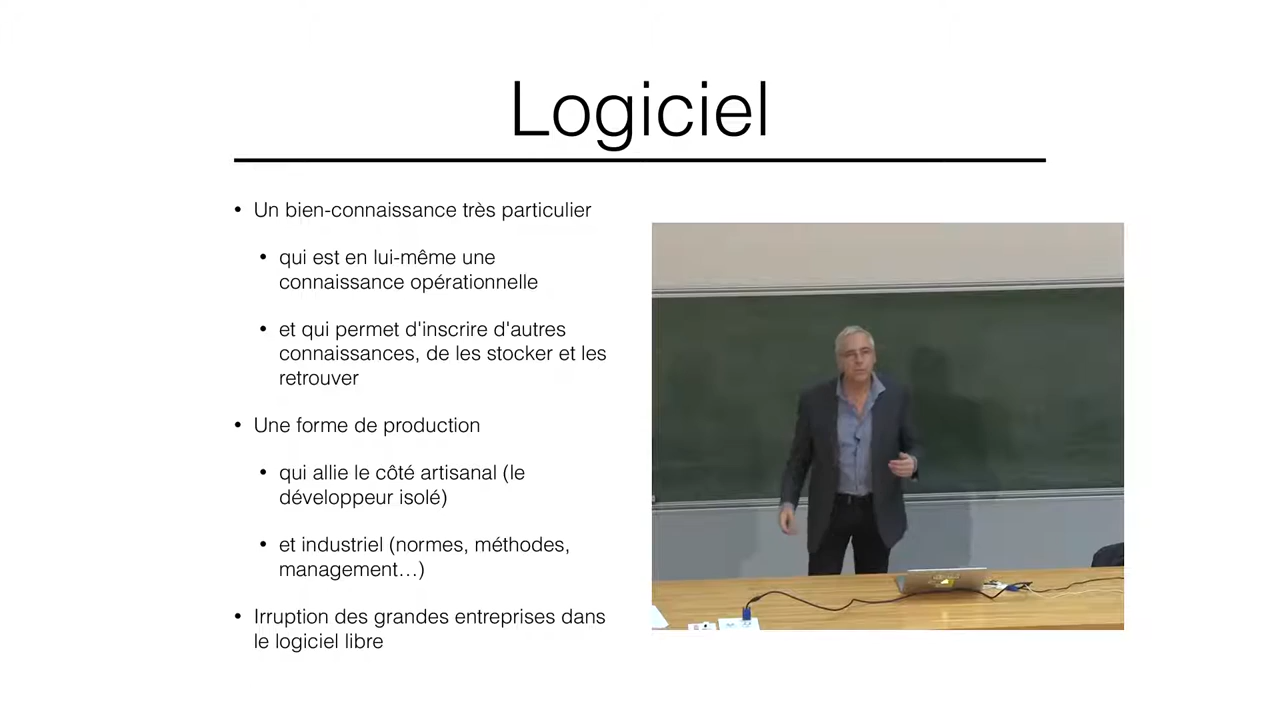 Logiciel
• Un bien-connaissance très particulier
• qui est en lui-même une
connaissance opérationnelle
• et qui permet d'inscrire d'autres
connaissances, de les stocker et les
retrouver
• Une forme de production
• qui allie le côté artisanal (le
développeur isolé)
• et industriel (normes, méthodes,
management…)
• Irruption des grandes entreprises dans
le logiciel libre